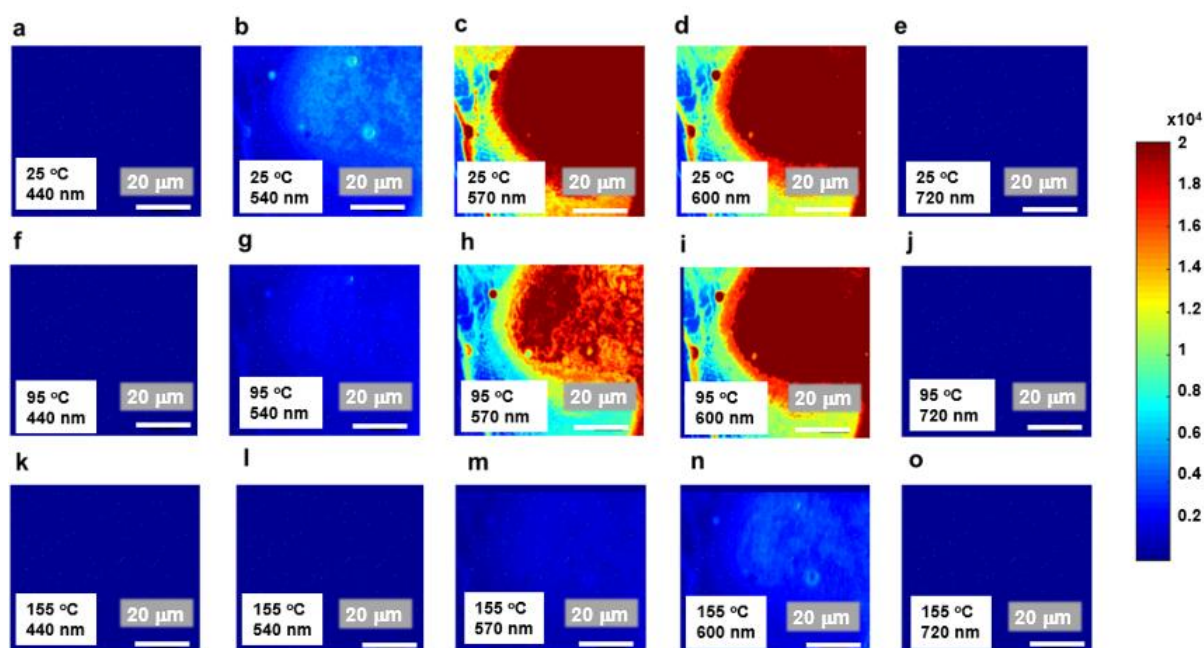 a b c d e
x10⁴
25 °C 20 μm 25 °C 20 μm 25 °C 20 μm 25 °C 20 μm 25 °C 20 μm
440 nm 540 nm 570 nm 600 nm 720 nm
f g h i j
95 °C 20 μm 95 °C 20 μm 95 °C 20 μm 95 °C 20 μm 95 °C 20 μm
440 nm 540 nm 570 nm 600 nm 720 nm
k l m n o
155 °C 20 μm 155 °C 20 μm 155 °C 20 μm 155 °C 20 μm 155 °C 20 μm
440 nm 540 nm 570 nm 600 nm 720 nm
2
1.8
1.6
1.4
1.2
1
0.8
0.6
0.4
0.2